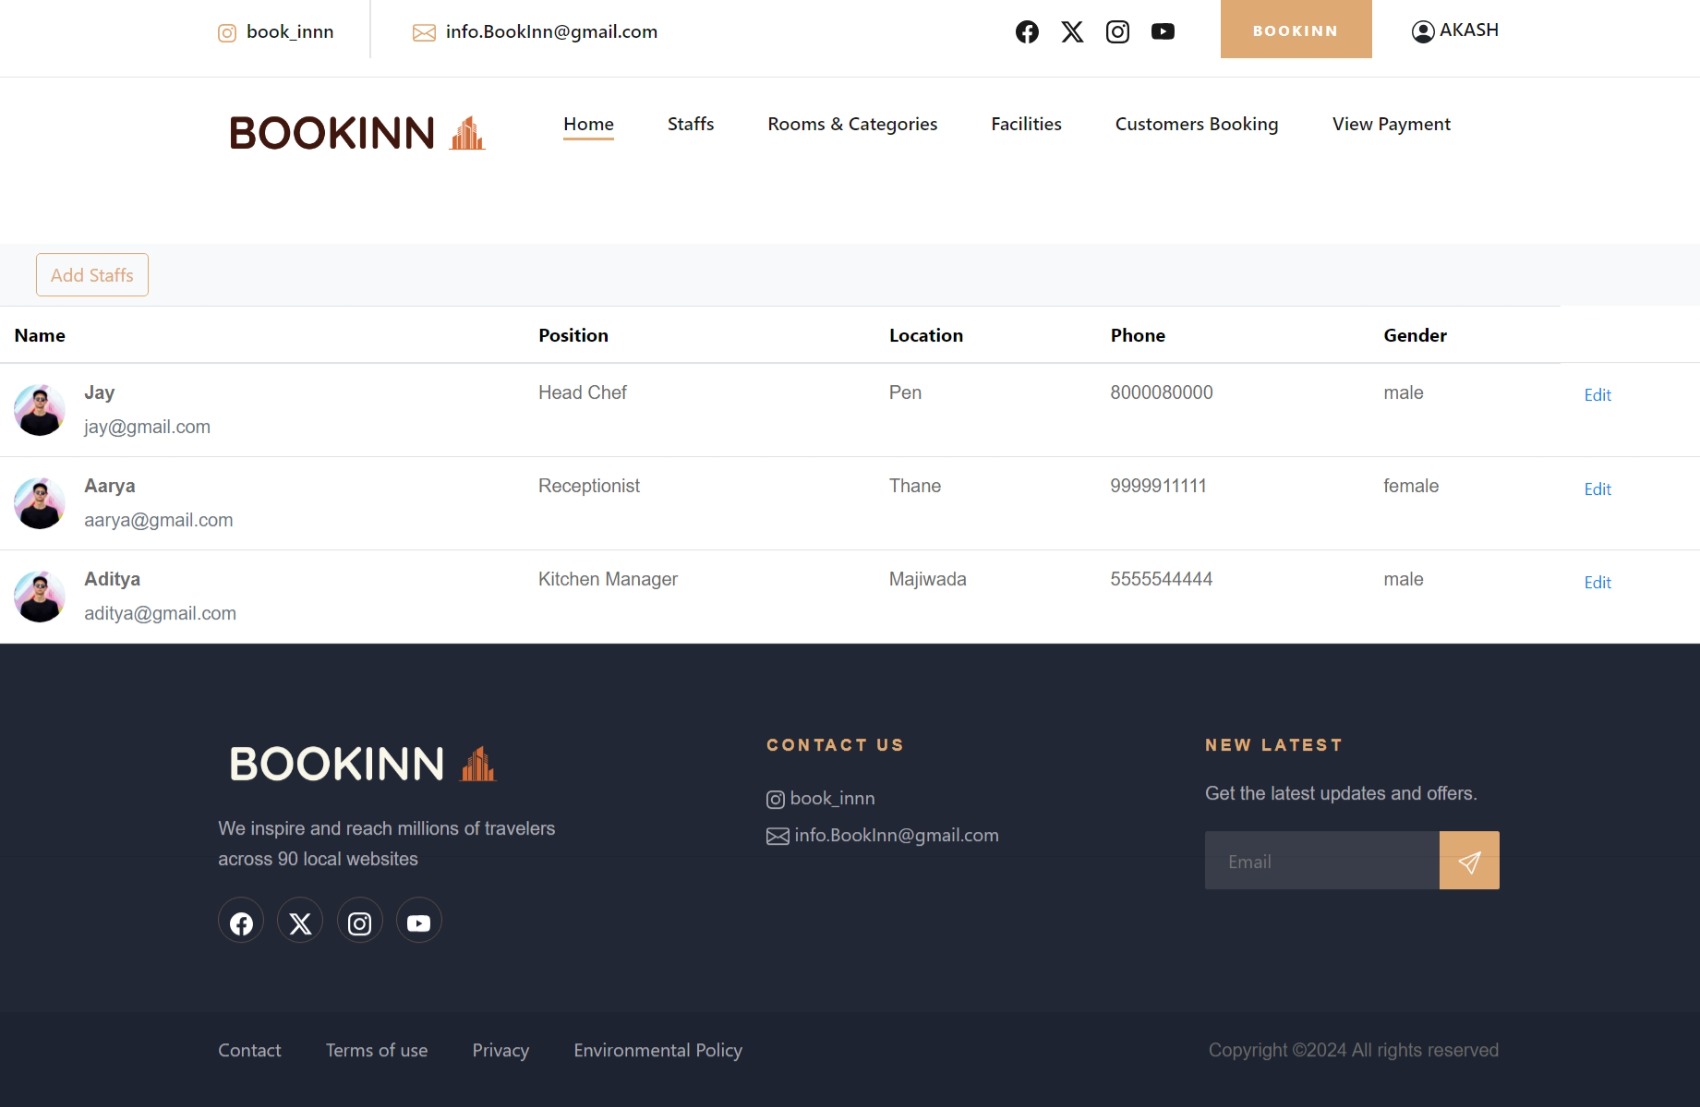 book_innn info.BookInn@gmail.com BOOKINN AKASH
BOOKINN Home Staffs Rooms & Categories Facilities Customers Booking View Payment
Add Staffs
Name Position Location Phone Gender
Jay Head Chef Pen 8000080000 male Edit
jay@gmail.com
Aarya Receptionist Thane 9999911111 female Edit
aarya@gmail.com
Aditya Kitchen Manager Majiwada 5555544444 male Edit
aditya@gmail.com
BOOKINN
We inspire and reach millions of travelers
across 90 local websites
CONTACT US
book_innn
info.BookInn@gmail.com
NEW LATEST
Get the latest updates and offers.
Email
Contact Terms of use Privacy Environmental Policy Copyright ©2024 All rights reserved